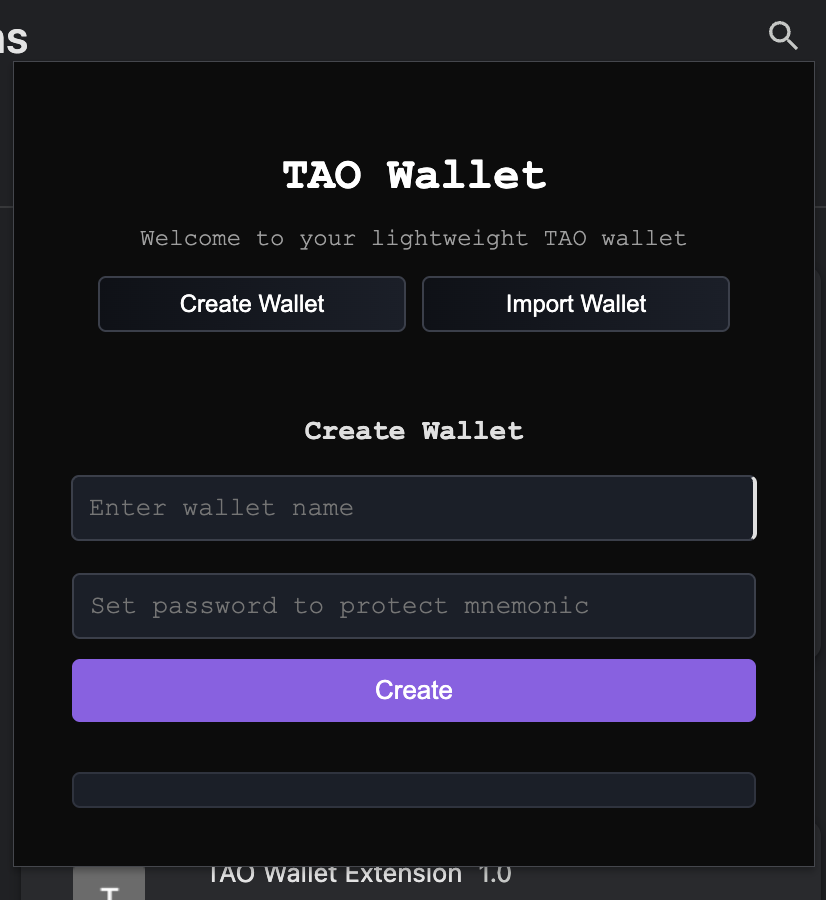 ns
TAO Wallet
Welcome to your lightweight TAO wallet
Create Wallet Import Wallet
Create Wallet
Enter wallet name
Set password to protect mnemonic
Create
T TAO Wallet Extension 1.0